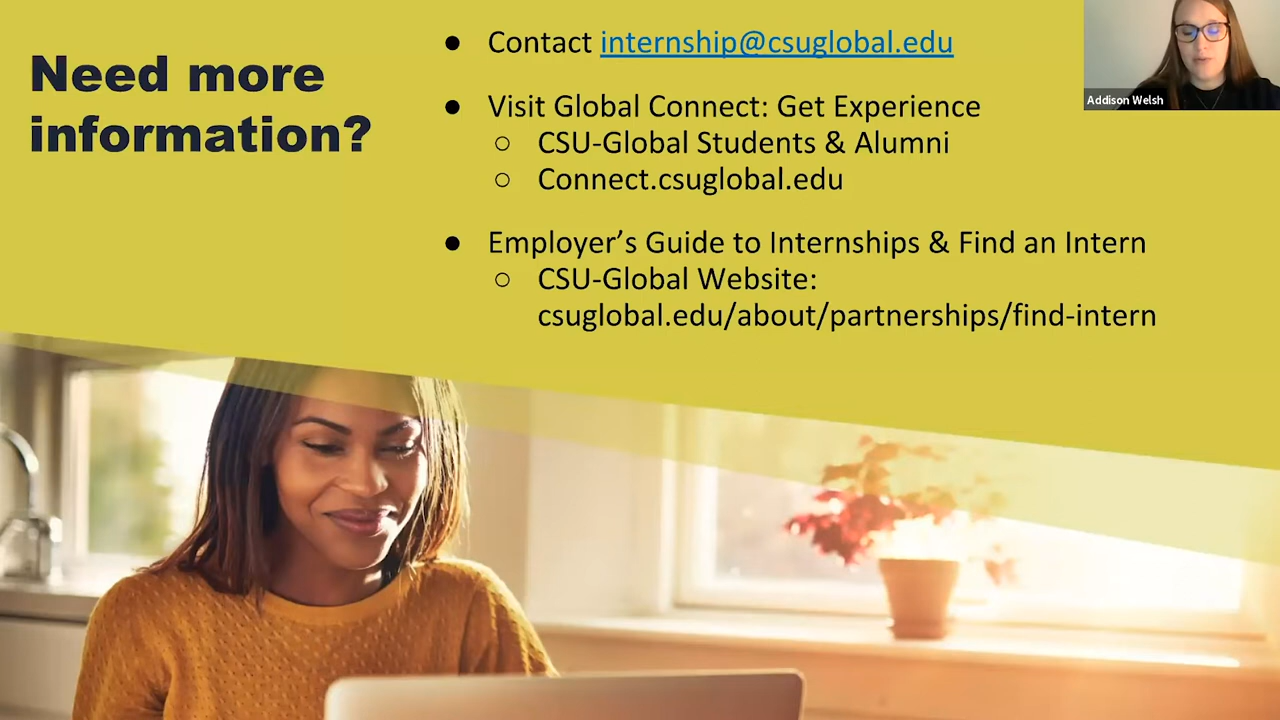 Need more
information?
● Contact internship@csuglobal.edu
● Visit Global Connect: Get Experience
○ CSU-Global Students & Alumni
○ Connect.csuglobal.edu
● Employer’s Guide to Internships & Find an Intern
○ CSU-Global Website:
csuglobal.edu/about/partnerships/find-intern
Addison Welsh